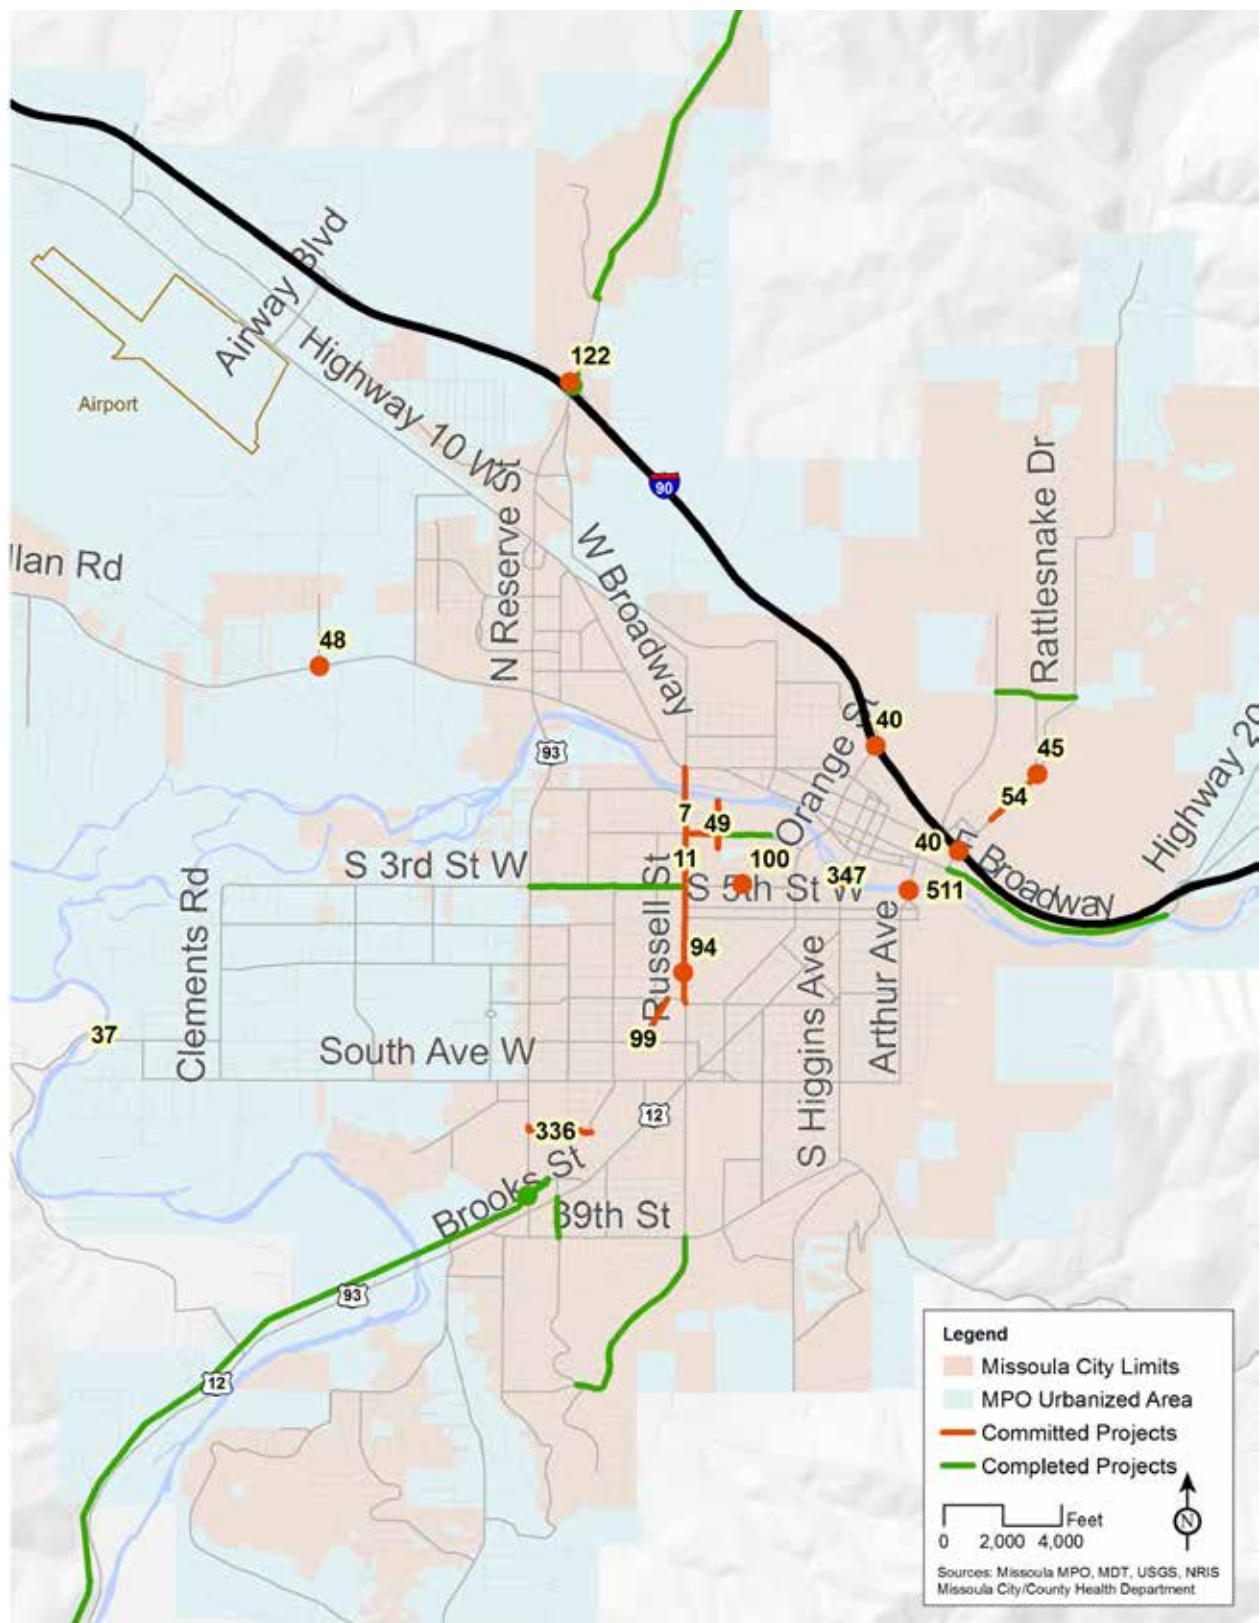 Airway Blvd
122
Airport
Highway 10 W
90
N Reserve St
W Broadway
Rattlesnake Dr
llan Rd
48
93
Orange St
40
45
54
Highway 20
7
49
40
E Broadway
S 3rd St W
11
100
347
S 5th St W
511
Clements Rd
Russell St
94
S Higgins Ave
Arthur Ave
37
99
South Ave W
12
336
Brooks St
39th St
93
12
Legend
Missoula City Limits
MPO Urbanized Area
Committed Projects
Completed Projects
Feet
0 2,000 4,000
N
Sources: Missoula MPO, MDT, USGS, NRIS
Missoula City/County Health Department